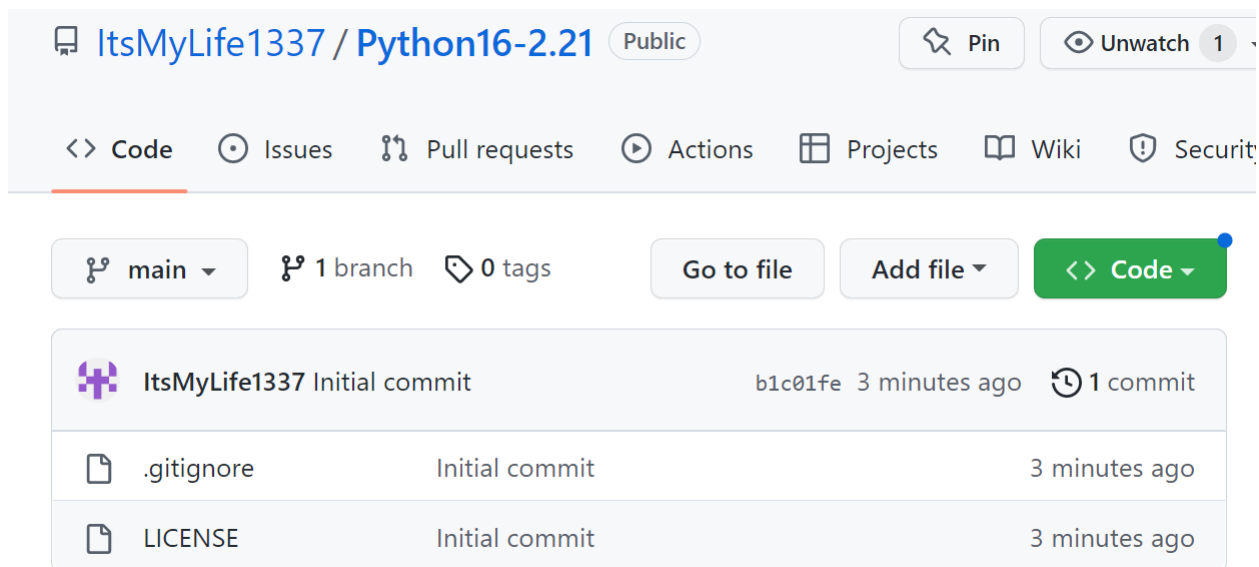 ItsMyLife1337 / Python16-2.21 Public Pin Unwatch 1
Code Issues Pull requests Actions Projects Wiki Security
main 1 branch 0 tags Go to file Add file Code
ItsMyLife1337 Initial commit b1c01fe 3 minutes ago 1 commit
.gitignore Initial commit 3 minutes ago
LICENSE Initial commit 3 minutes ago